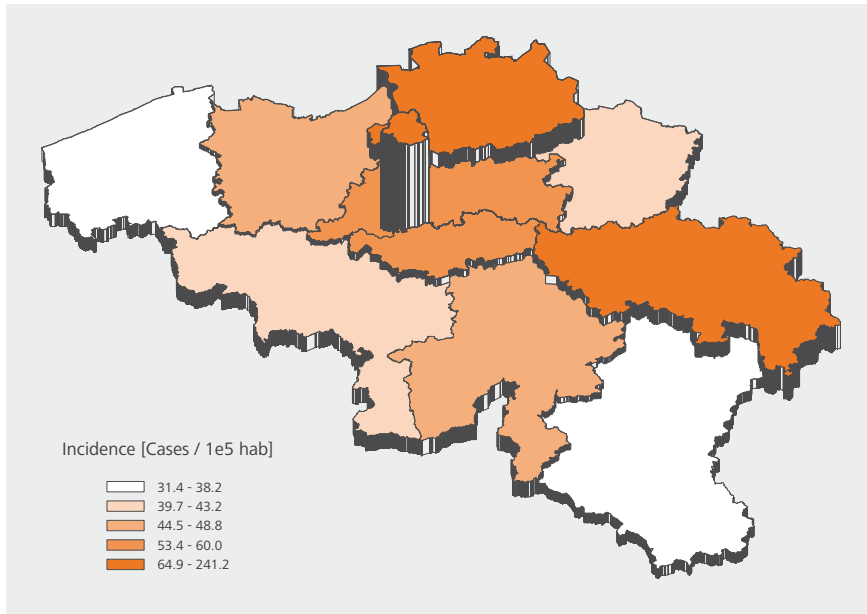 Incidence [Cases / 1e5 hab]
31.4 - 38.2
39.7 - 43.2
44.5 - 48.8
53.4 - 60.0
64.9 - 241.2